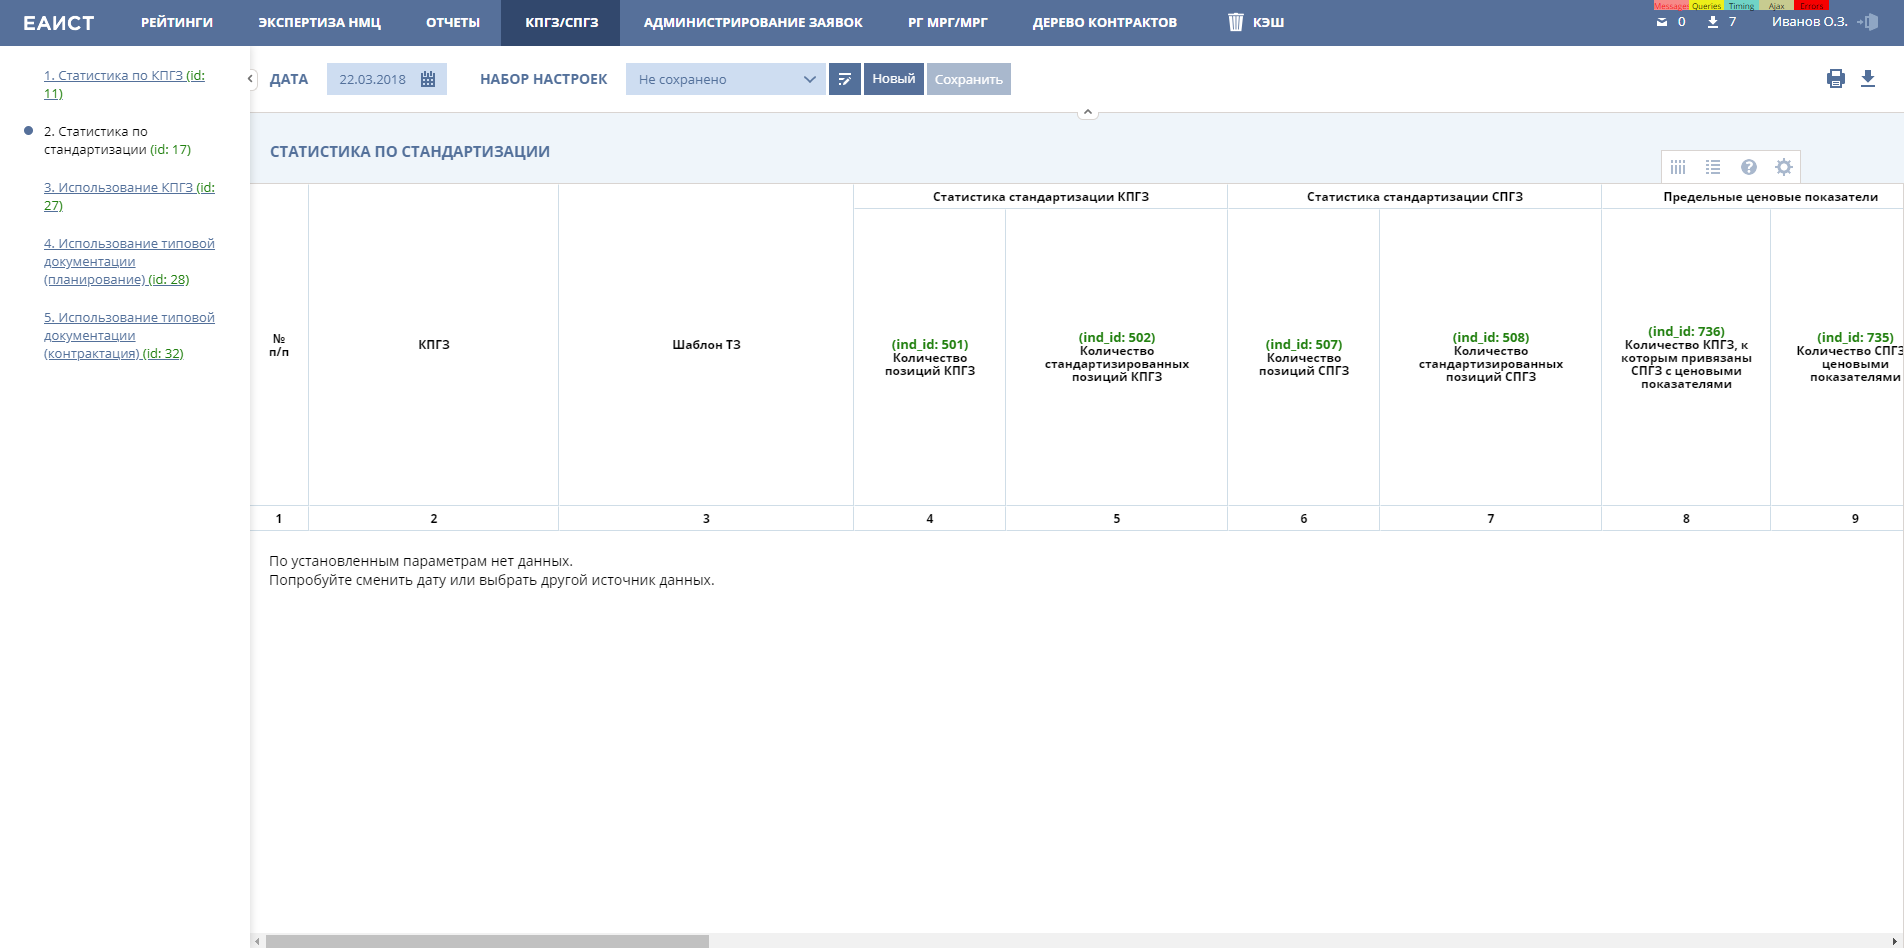 Messages Queries Timing Ajax Errors
ЕАИСТ РЕЙТИНГИ ЭКСПЕРТИЗА НМЦ ОТЧЕТЫ КПГЗ/СПГЗ АДМИНИСТРИРОВАНИЕ ЗАЯВОК РГ МРГ/МРГ ДЕРЕВО КОНТРАКТОВ КЭШ 0 7 Иванов О.З.
1. Статистика по КПГЗ (id:
11)
2. Статистика по
стандартизации (id: 17)
3. Использование КПГЗ (id:
27)
4. Использование типовой
документации
(планирование) (id: 28)
5. Использование типовой
документации
(контрактация) (id: 32)
ДАТА 22.03.2018 НАБОР НАСТРОЕК Не сохранено Новый Сохранить
СТАТИСТИКА ПО СТАНДАРТИЗАЦИИ
№
п/п
КПГЗ
Шаблон ТЗ
Статистика стандартизации КПГЗ
(ind_id: 501)
Количество
позиций КПГЗ
(ind_id: 502)
Количество
стандартизированных
позиций КПГЗ
Статистика стандартизации СПГЗ
(ind_id: 507)
Количество
позиций СПГЗ
(ind_id: 508)
Количество
стандартизированных
позиций СПГЗ
Предельные ценовые показатели
(ind_id: 736)
Количество КПГЗ, к
которым привязаны
СПГЗ с ценовыми
показателями
(ind_id: 735)
Количество СПГЗ
ценовыми
показателями
1 2 3 4 5 6 7 8 9
По установленным параметрам нет данных.
Попробуйте сменить дату или выбрать другой источник данных.